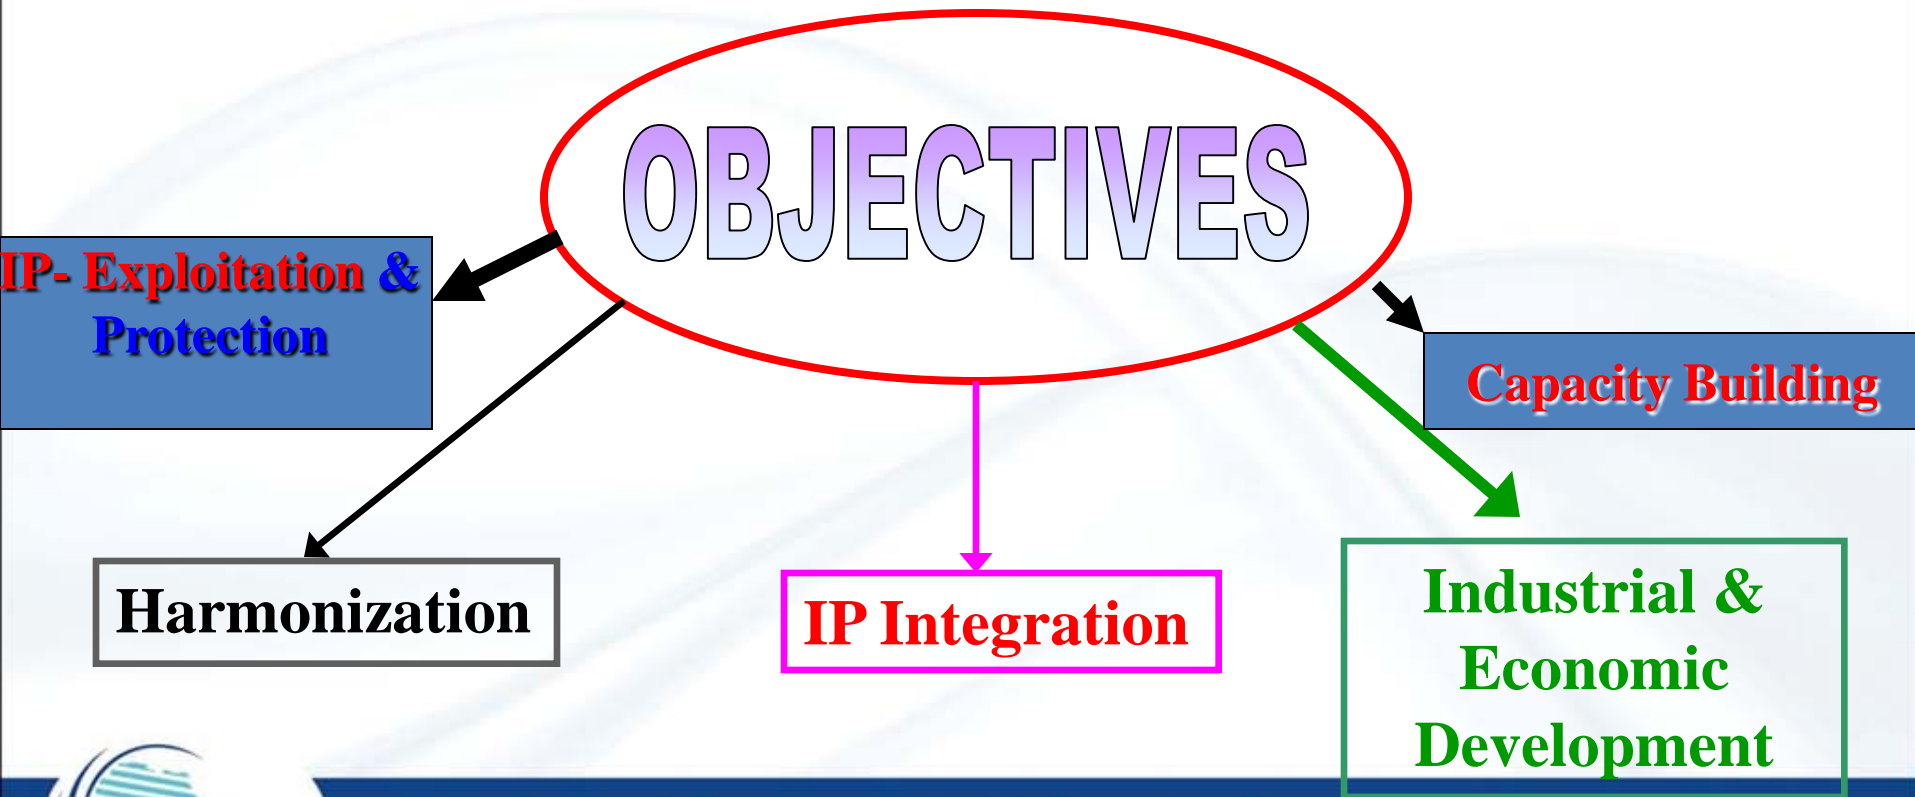 OBJECTIVES
IP- Exploitation &
Protection
Capacity Building
Harmonization
IP Integration
Industrial &
Economic
Development